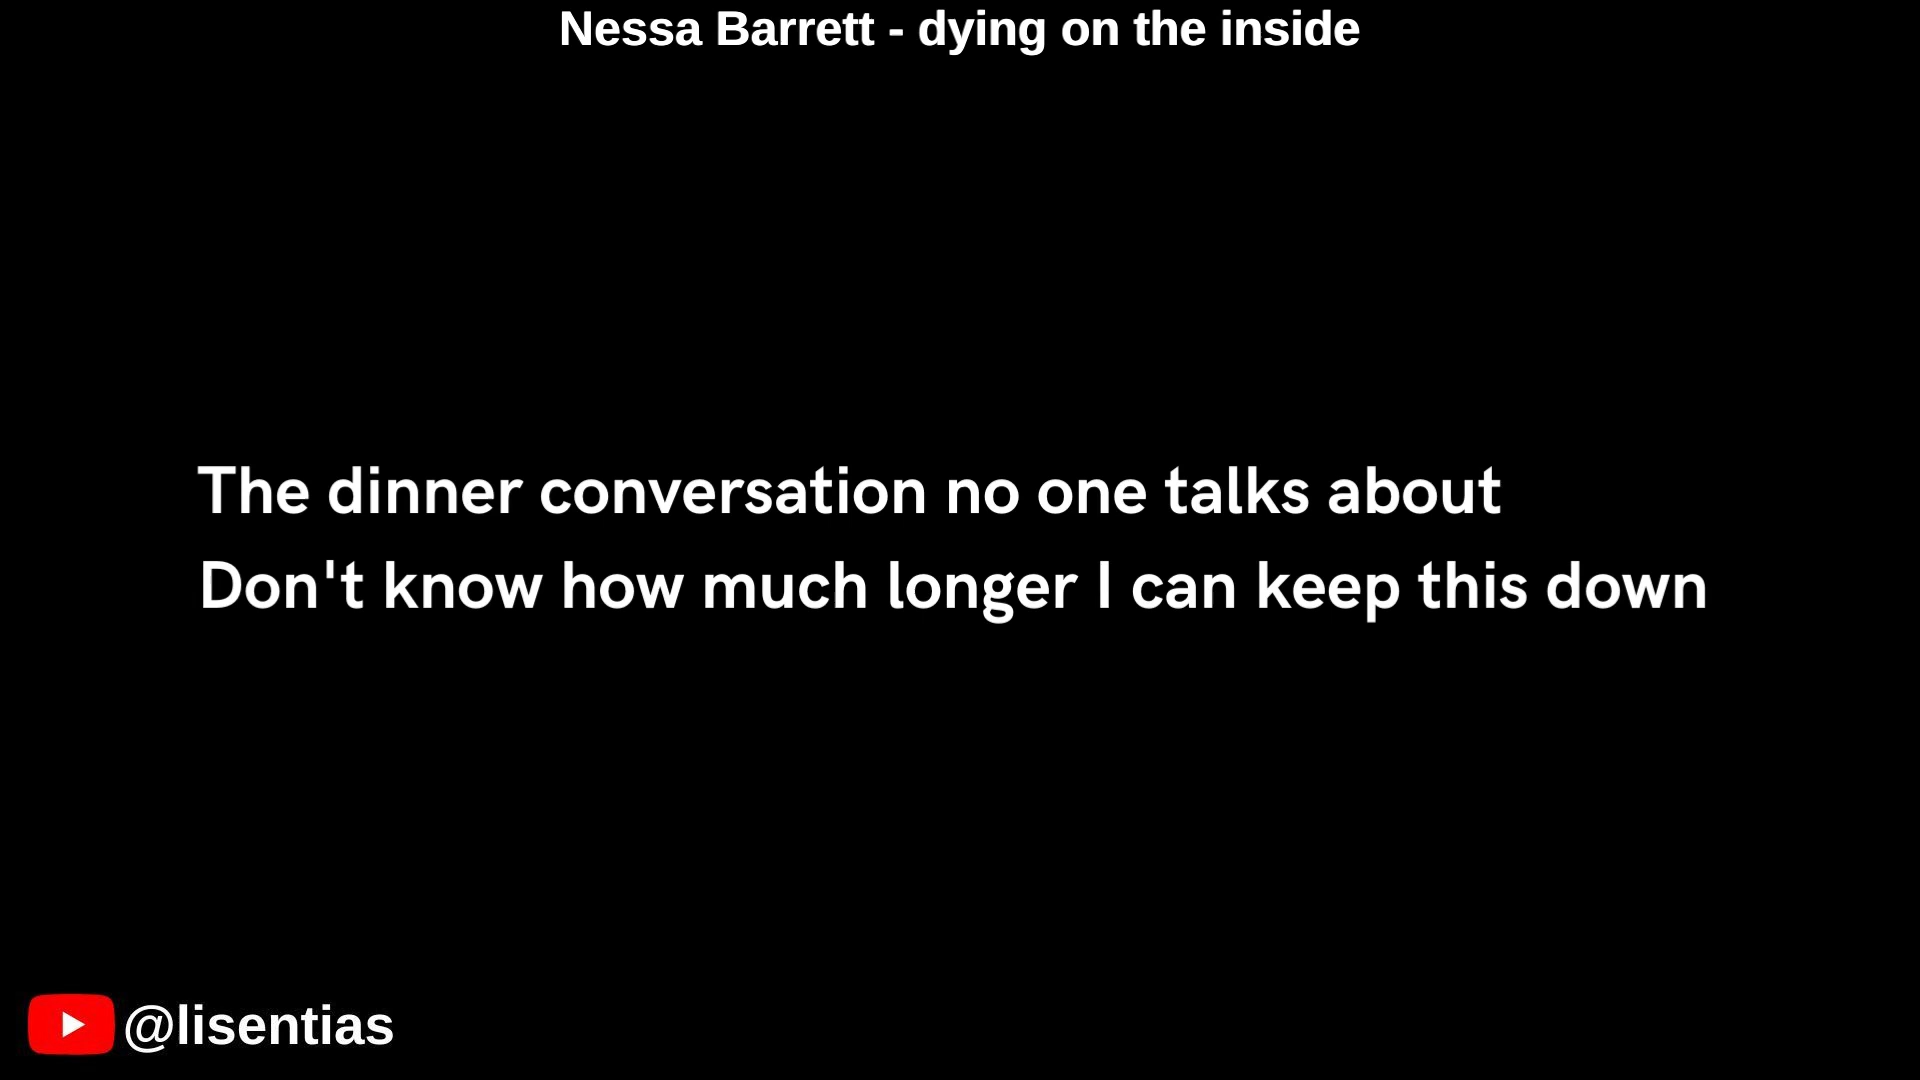 Nessa Barrett - dying on the inside
The dinner conversation no one talks about
Don't know how much longer I can keep this down
@lisentias